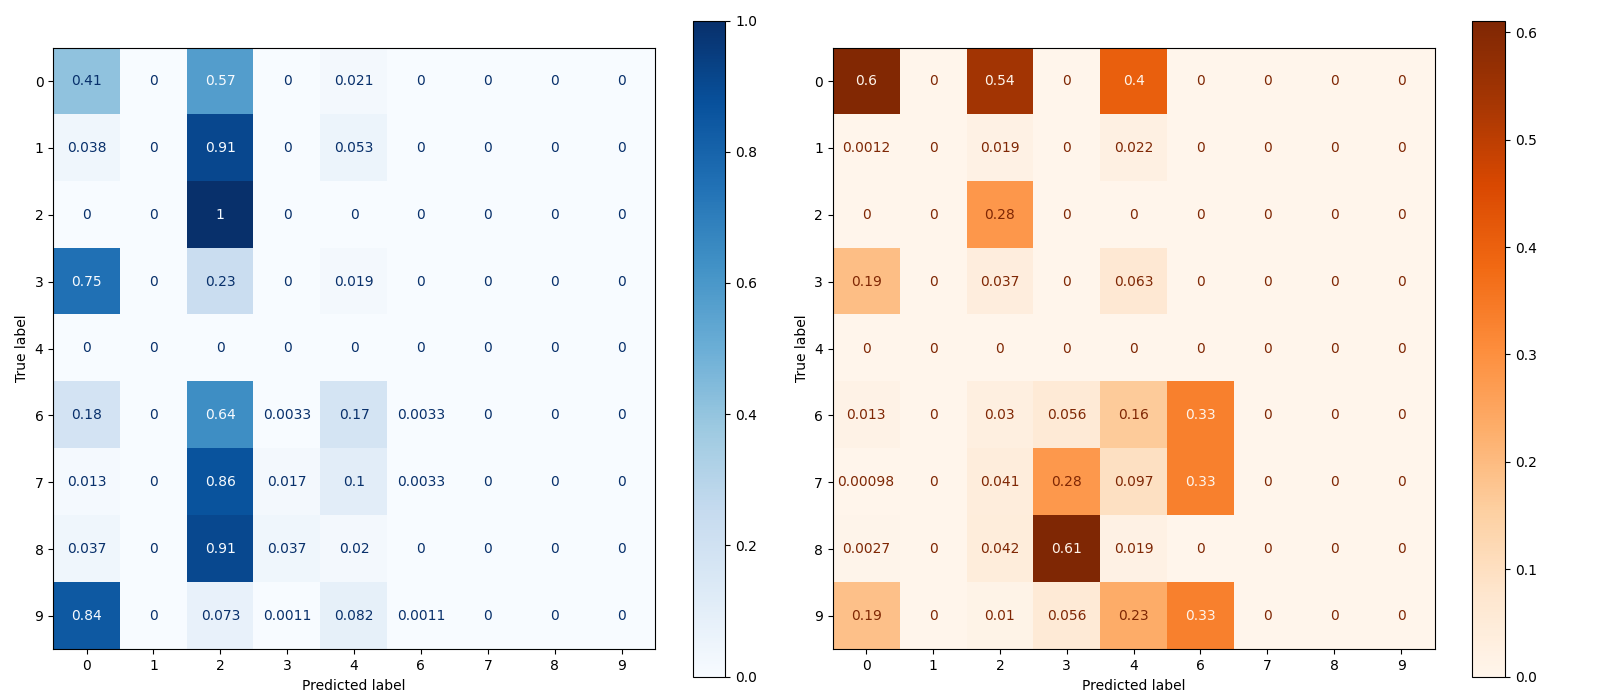 0 0.41 0 0.57 0 0.021 0 0 0 0
1 0.038 0 0.91 0 0.053 0 0 0 0
2 0 0 1 0 0 0 0 0 0
3 0.75 0 0.23 0 0.019 0 0 0 0
4 0 0 0 0 0 0 0 0 0
6 0.18 0 0.64 0.0033 0.17 0.0033 0 0 0
7 0.013 0 0.86 0.017 0.1 0.0033 0 0 0
8 0.037 0 0.91 0.037 0.02 0 0 0 0
9 0.84 0 0.073 0.0011 0.082 0.0011 0 0 0
0 1 2 3 4 6 7 8 9
True label
Predicted label
1.0
0.8
0.6
0.4
0.2
0.0
0 0.6 0 0.54 0 0.4 0 0 0 0
1 0.0012 0 0.019 0 0.022 0 0 0 0
2 0 0 0.28 0 0 0 0 0 0
3 0.19 0 0.037 0 0.063 0 0 0 0
4 0 0 0 0 0 0 0 0 0
6 0.013 0 0.03 0.056 0.16 0.33 0 0 0
7 0.00098 0 0.041 0.28 0.097 0.33 0 0 0
8 0.0027 0 0.042 0.61 0.019 0 0 0 0
9 0.19 0 0.01 0.056 0.23 0.33 0 0 0
0 1 2 3 4 6 7 8 9
True label
Predicted label
0.6
0.5
0.4
0.3
0.2
0.1
0.0